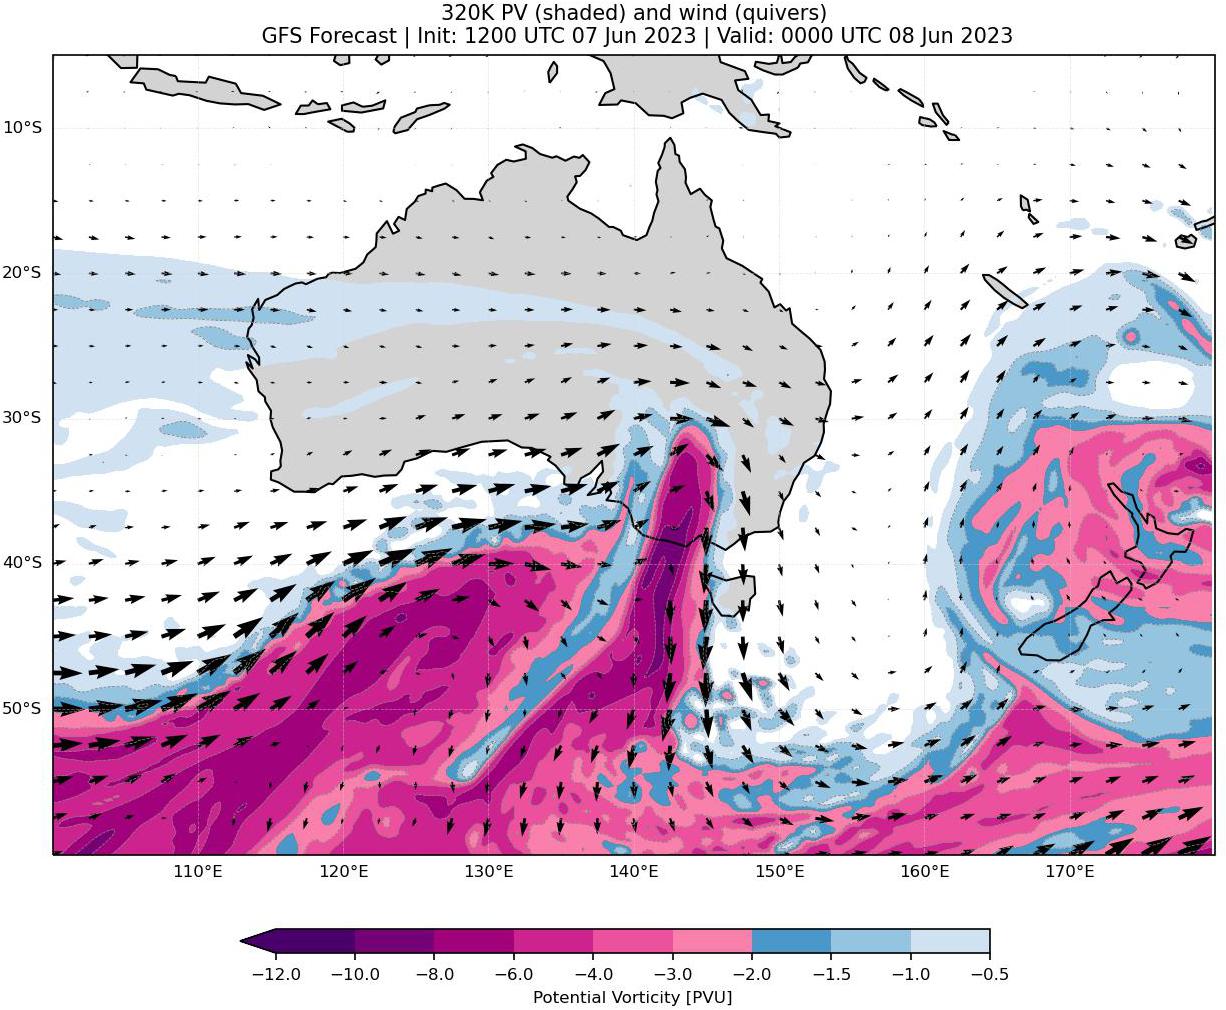 320K PV (shaded) and wind (quivers)
GFS Forecast | Init: 1200 UTC 07 Jun 2023 | Valid: 0000 UTC 08 Jun 2023
10°S
20°S
30°S
40°S
50°S
110°E 120°E 130°E 140°E 150°E 160°E 170°E
−12.0 −10.0 −8.0 −6.0 −4.0 −3.0 −2.0 −1.5 −1.0 −0.5
Potential Vorticity [PVU]